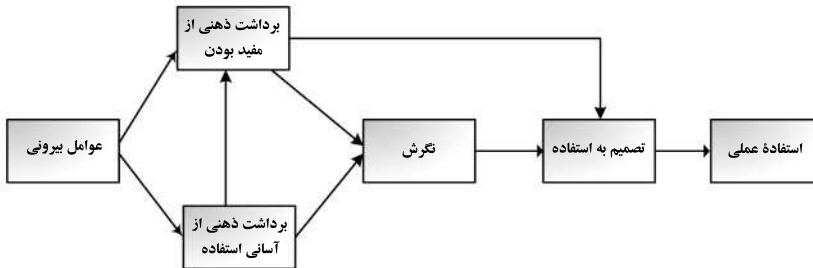 برداشت ذهنی از
مفید بودن
عوامل بیرونی
نگرش
تصمیم به استفاده
استفادهٔ عملی
برداشت ذهنی از
آسانی استفاده